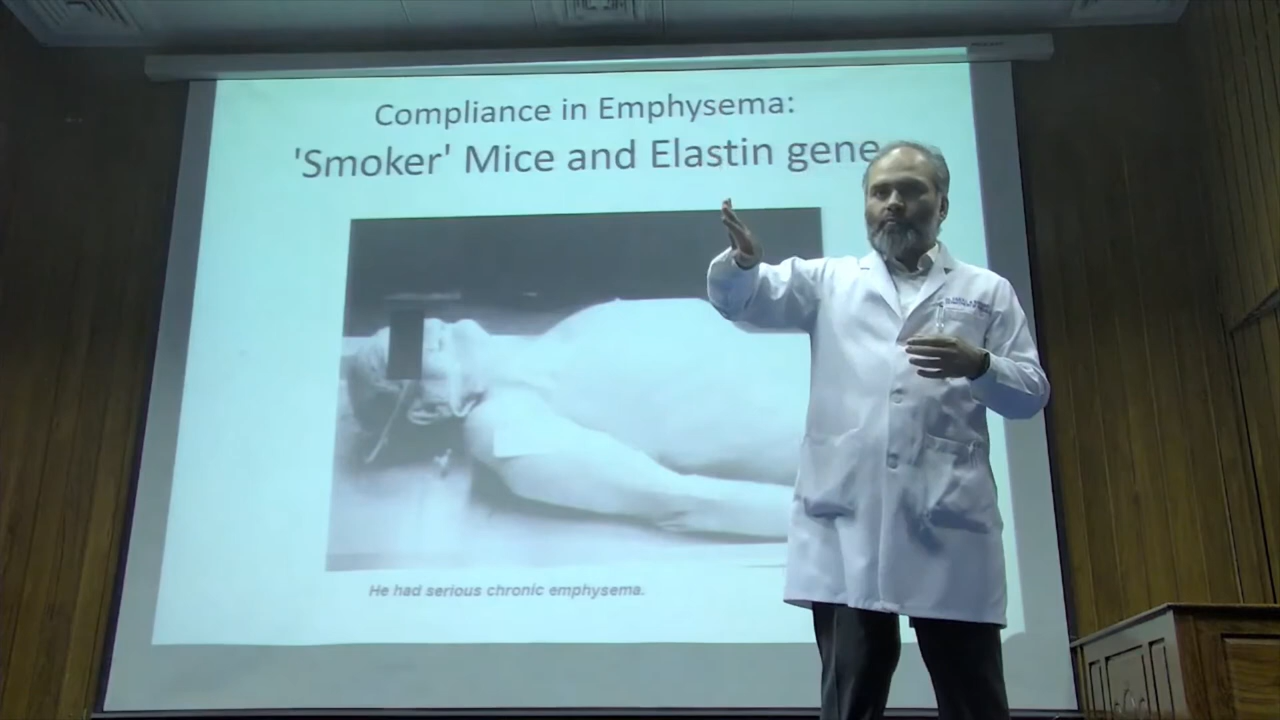 Compliance in Emphysema:
'Smoker' Mice and Elastin gene
He had serious chronic emphysema.